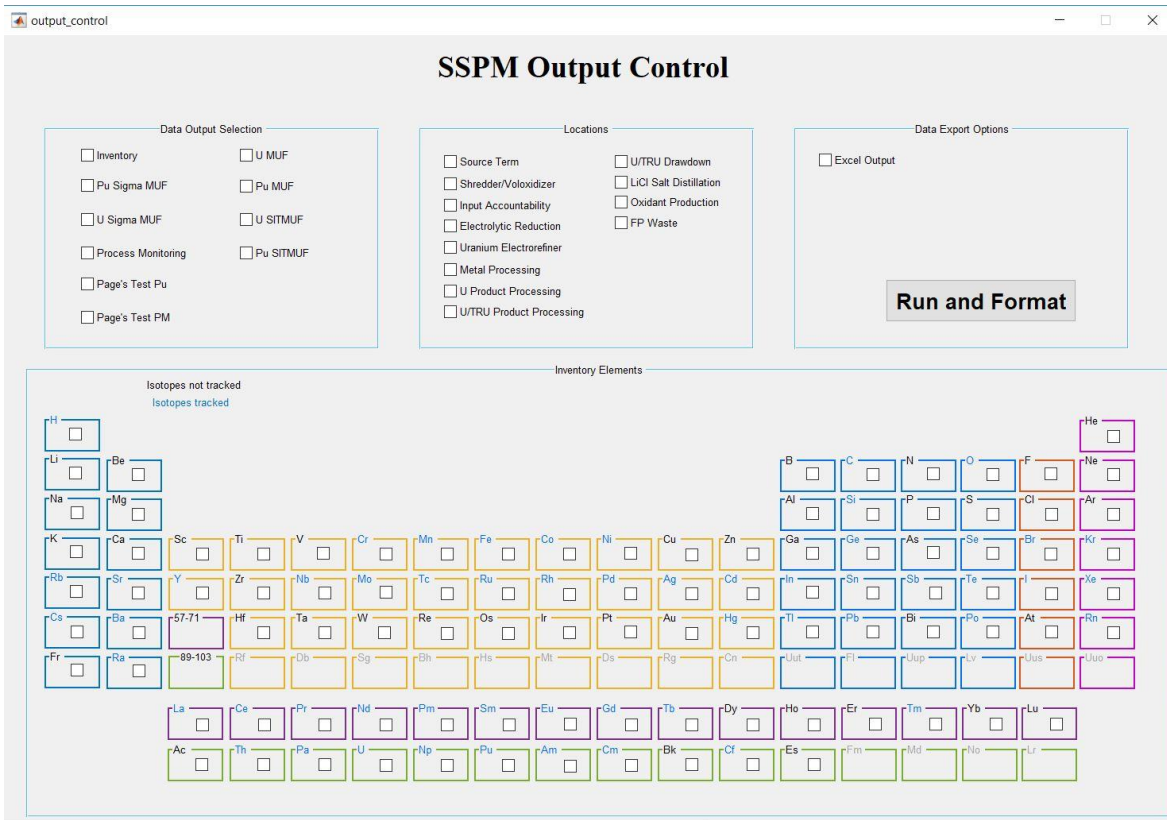 output_control
SSPM Output Control
Data Output Selection
Inventory
U MUF
Pu Sigma MUF
Pu MUF
U Sigma MUF
U SITMUF
Process Monitoring
Pu SITMUF
Page's Test Pu
Page's Test PM
Locations
Source Term
Shredder/Voloxidizer
Input Accountability
Electrolytic Reduction
Uranium Electrorefiner
Metal Processing
U Product Processing
U/TRU Product Processing
U/TRU Drawdown
LiCl Salt Distillation
Oxidant Production
FP Waste
Data Export Options
Excel Output
Run and Format
Inventory Elements
Isotopes not tracked
Isotopes tracked
H He
Li Be B C N O F Ne
Na Mg Al Si P S Cl Ar
K Ca Sc Ti V Cr Mn Fe Co Ni Cu Zn Ga Ge As Se Br Kr
Rb Sr Y Zr Nb Mo Tc Ru Rh Pd Ag Cd In Sn Sb Te I Xe
Cs Ba 57-71 Hf Ta W Re Os Ir Pt Au Hg Tl Pb Bi Po At Rn
Fr Ra 89-103 Rf Db Sg Bh Hs Mt Ds Rg Cn Uut Fl Uup Lv Uus Uuo
La Ce Pr Nd Pm Sm Eu Gd Tb Dy Ho Er Tm Yb Lu
Ac Th Pa U Np Pu Am Cm Bk Cf Es Fm Md No Lr